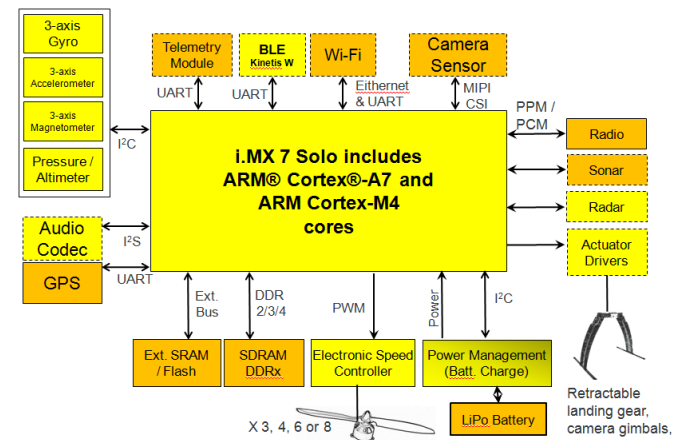 3-axis
Gyro
3-axis
Accelerometer
3-axis
Magnetometer
Pressure /
Altimeter
I²C
Telemetry
Module
UART
BLE
Kinetis W
UART
Wi-Fi
Eithernet
& UART
Camera
Sensor
MIPI
CSI
i.MX 7 Solo includes
ARM® Cortex®-A7 and
ARM Cortex-M4
cores
PPM /
PCM
Radio
Sonar
Radar
Actuator
Drivers
Audio
Codec
I²S
GPS
UART
Ext.
Bus
DDR
2/3/4
PWM
Power
I²C
Ext. SRAM
/ Flash
SDRAM
DDRx
Electronic Speed
Controller
Power Management
(Batt. Charge)
X 3, 4, 6 or 8
LiPo Battery
Retractable
landing gear,
camera gimbals,